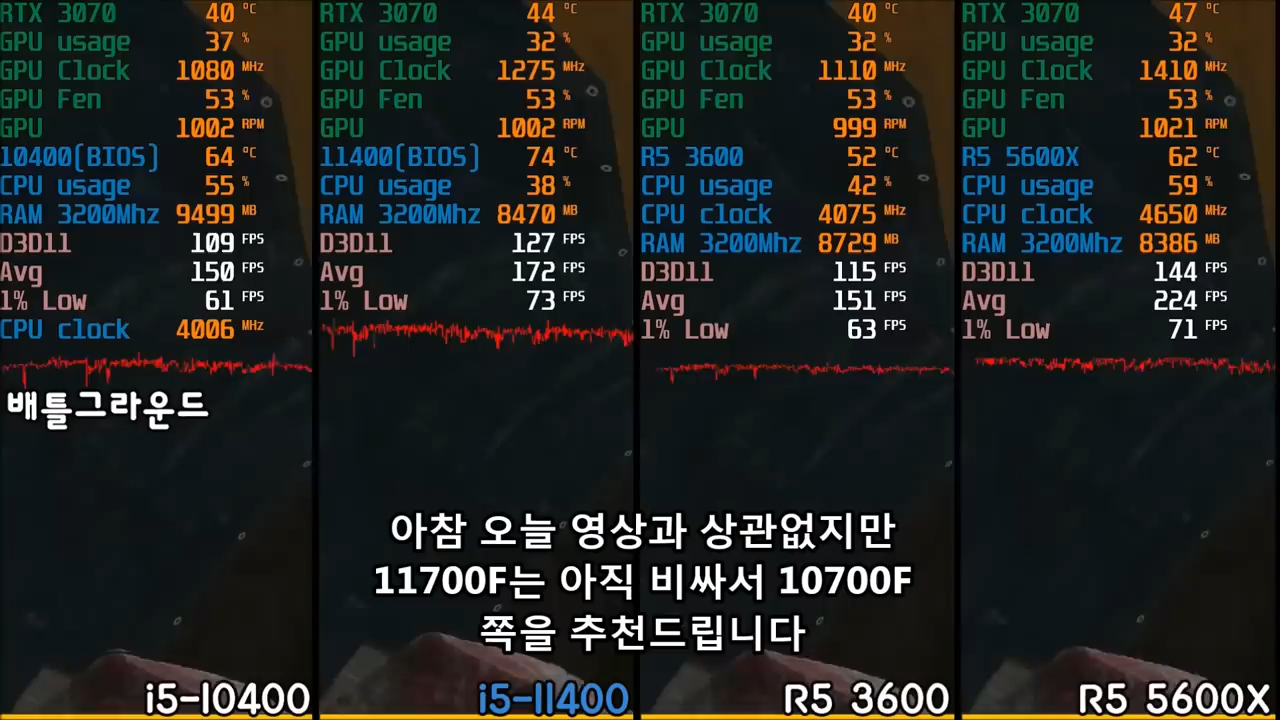 RTX 3070 40 °C
GPU usage 37 %
GPU Clock 1080 MHz
GPU Fen 53 %
GPU 1002 RPM
10400(BIOS) 64 °C
CPU usage 55 %
RAM 3200Mhz 9499 MB
D3D11 109 FPS
Avg 150 FPS
1% Low 61 FPS
CPU clock 4006 MHz
배틀그라운드
RTX 3070 44 °C
GPU usage 32 %
GPU Clock 1275 MHz
GPU Fen 53 %
GPU 1002 RPM
11400(BIOS) 74 °C
CPU usage 38 %
RAM 3200Mhz 8470 MB
D3D11 127 FPS
Avg 172 FPS
1% Low 73 FPS
RTX 3070 40 °C
GPU usage 32 %
GPU Clock 1110 MHz
GPU Fen 53 %
GPU 999 RPM
R5 3600 52 °C
CPU usage 42 %
CPU clock 4075 MHz
RAM 3200Mhz 8729 MB
D3D11 115 FPS
Avg 151 FPS
1% Low 63 FPS
RTX 3070 47 °C
GPU usage 32 %
GPU Clock 1410 MHz
GPU Fen 53 %
GPU 1021 RPM
R5 5600X 62 °C
CPU usage 59 %
CPU clock 4650 MHz
RAM 3200Mhz 8386 MB
D3D11 144 FPS
Avg 224 FPS
1% Low 71 FPS
아참 오늘 영상과 상관없지만
11700F는 아직 비싸서 10700F
쪽을 추천드립니다
i5-10400
i5-11400
R5 3600
R5 5600X